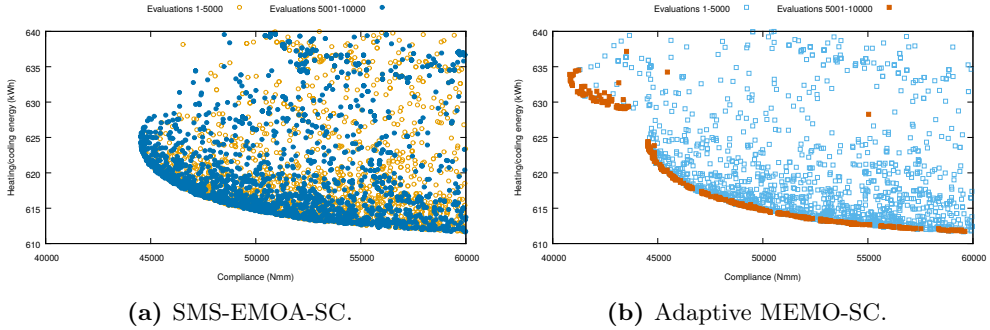 Evaluations 1-5000 Evaluations 5001-10000
640
635
630
625
620
615
610
Heating/cooling energy (kWh)
40000 45000 50000 55000 60000
Compliance (Nmm)
(a) SMS-EMOA-SC.
Evaluations 1-5000 Evaluations 5001-10000
640
635
630
625
620
615
610
Heating/cooling energy (kWh)
40000 45000 50000 55000 60000
Compliance (Nmm)
(b) Adaptive MEMO-SC.